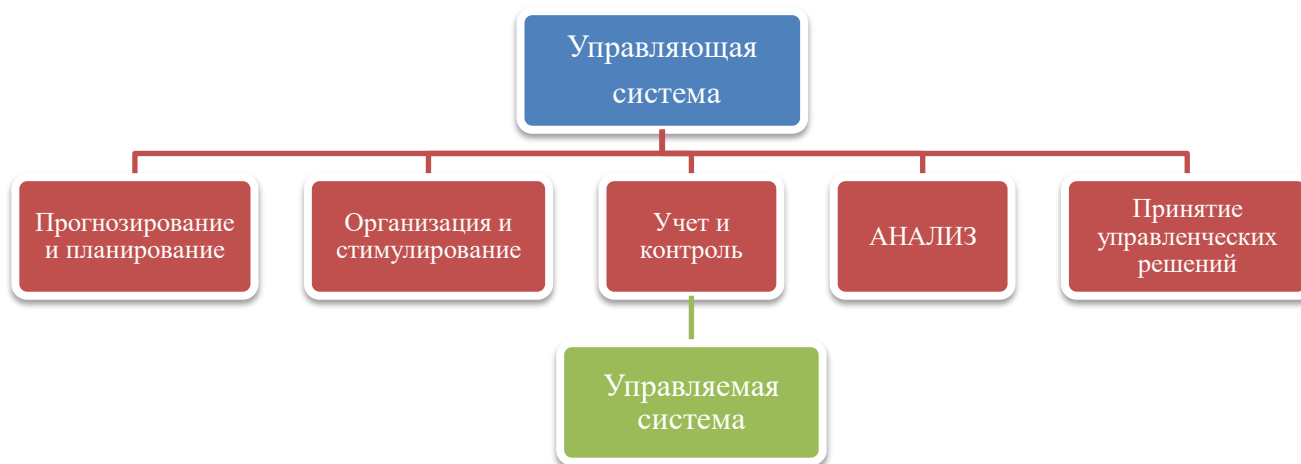 Управляющая
система
Прогнозирование
и планирование
Организация и
стимулирование
Учет и
контроль
АНАЛИЗ
Принятие
управленческих
решений
Управляемая
система